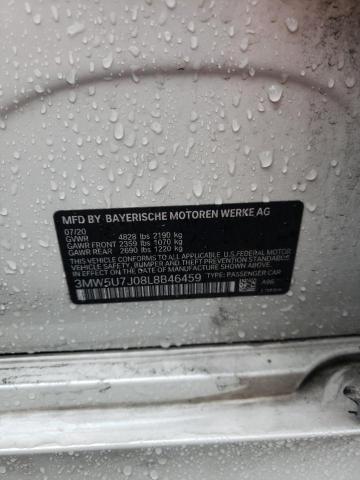 MFD BY BAYERISCHE MOTOREN WERKE AG
07/20
GVWR 4828 lbs 2190 kg
GAWR FRONT 2359 lbs 1070 kg
GAWR REAR 2690 lbs 1220 kg
THIS VEHICLE CONFORMS TO ALL APPLICABLE FEDERAL MOTOR
VEHICLE SAFETY, BUMPER, AND THEFT PREVENTION STANDARDS
IN EFFECT ON THE DATE OF MANUFACTURE SHOWN ABOVE.
3MW5U7J08L8B46459 TYPE: PASSENGER CAR
A96